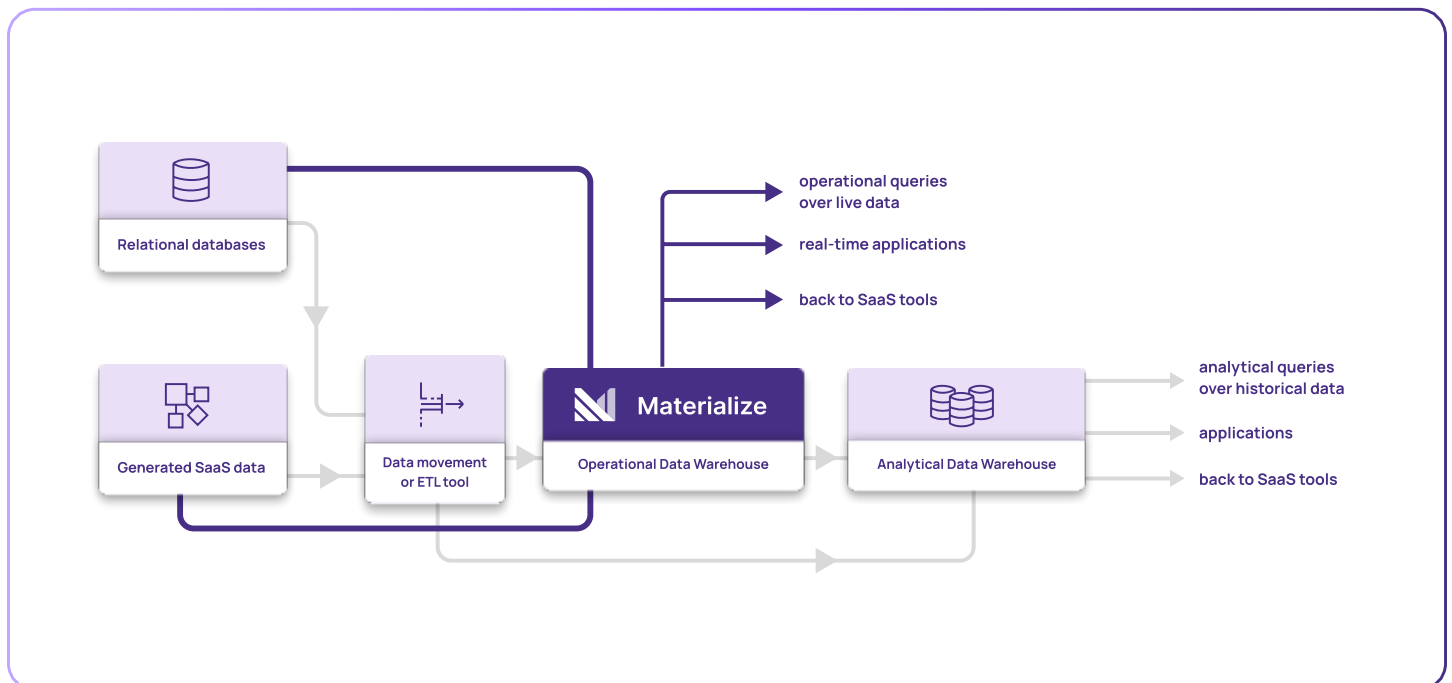 Relational databases
operational queries
over live data
real-time applications
back to SaaS tools
Generated SaaS data
Data movement
or ETL tool
Materialize
Operational Data Warehouse
Analytical Data Warehouse
analytical queries
over historical data
applications
back to SaaS tools